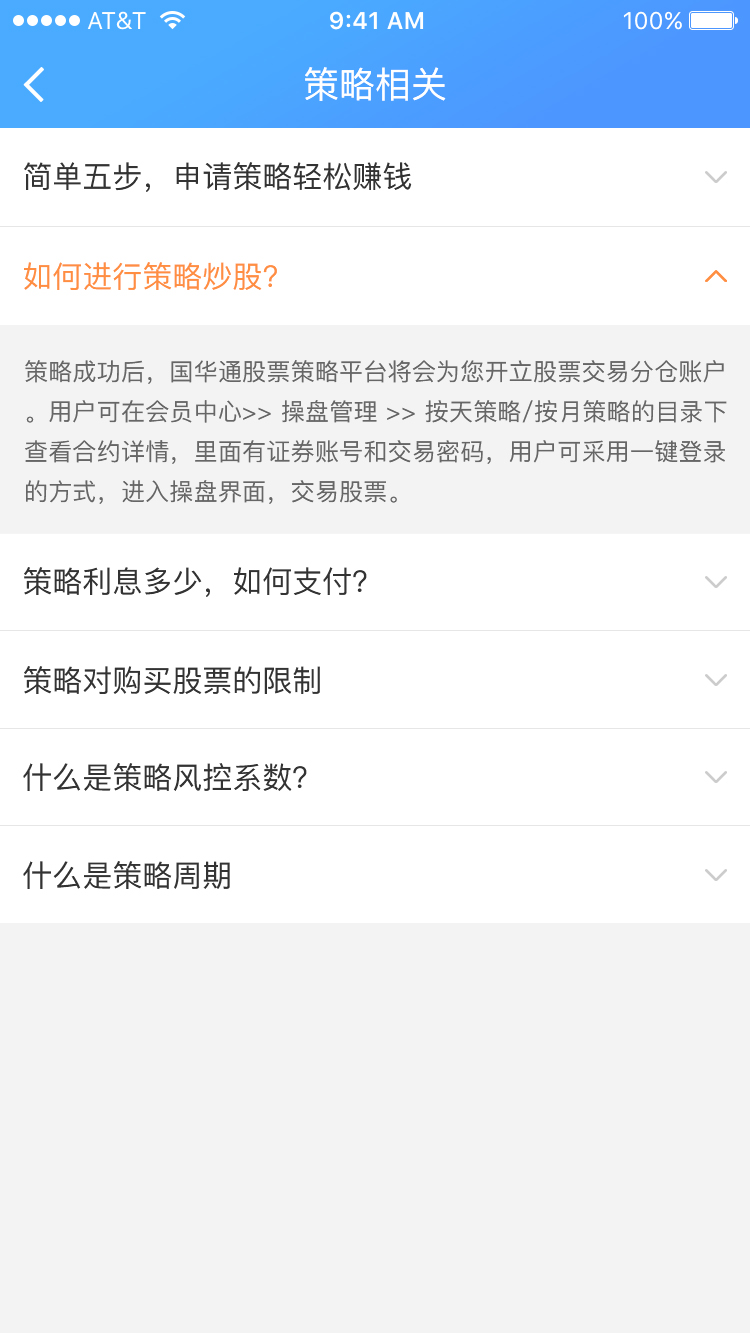 AT&T 9:41 AM 100%
策略相关
简单五步，申请策略轻松赚钱
如何进行策略炒股?
策略成功后，国华通股票策略平台将会为您开立股票交易分仓账户
。用户可在会员中心>> 操盘管理 >> 按天策略/按月策略的目录下
查看合约详情，里面有证券账号和交易密码，用户可采用一键登录
的方式，进入操盘界面，交易股票。
策略利息多少，如何支付?
策略对购买股票的限制
什么是策略风控系数?
什么是策略周期